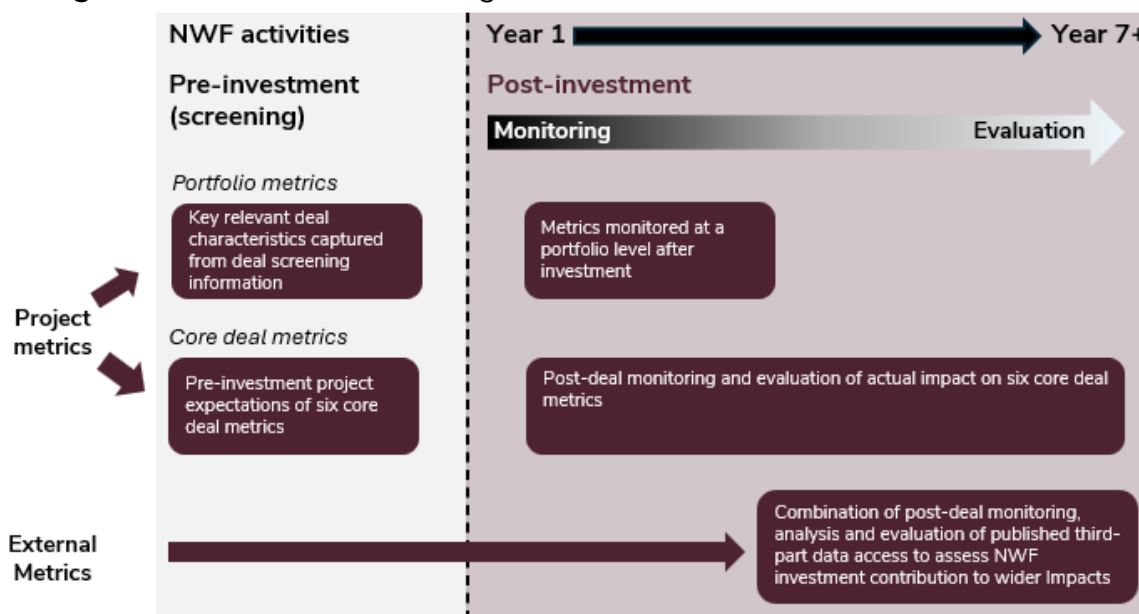 NWF activities
Year 1
Year 7+
Pre-investment
(screening)
Post-investment
Monitoring
Evaluation
Portfolio metrics
Key relevant deal
characteristics captured
from deal screening
information
Metrics monitored at a
portfolio level after
investment
Project
metrics
Core deal metrics
Pre-investment project
expectations of six core
deal metrics
Post-deal monitoring and evaluation of actual impact on six core deal
metrics
External
Metrics
Combination of post-deal monitoring,
analysis and evaluation of published third-
part data access to assess NWF
investment contribution to wider Impacts